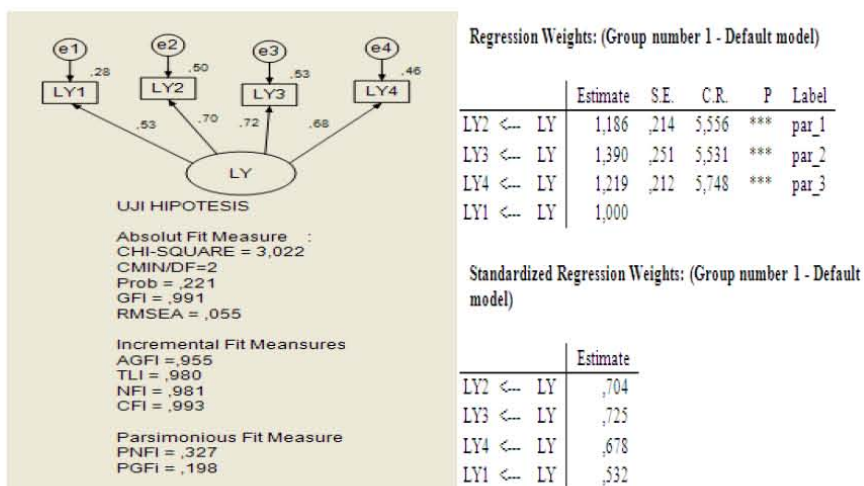 e1 e2 e3 e4
,28 ,50 ,53 ,46
LY1 LY2 LY3 LY4
,53 ,70 ,72 ,68
LY
UJI HIPOTESIS
Absolut Fit Measure :
CHI-SQUARE = 3,022
CMIN/DF=2
Prob = ,221
GFI = ,991
RMSEA = ,055
Incremental Fit Meansures
AGFI =,955
TLI = ,980
NFI = ,981
CFI = ,993
Parsimonious Fit Measure
PNFI = ,327
PGFi = ,198
Regression Weights: (Group number 1 - Default model)
Estimate S.E. C.R. P Label
LY2 <--- LY 1,186 ,214 5,556 *** par_1
LY3 <--- LY 1,390 ,251 5,531 *** par_2
LY4 <--- LY 1,219 ,212 5,748 *** par_3
LY1 <--- LY 1,000
Standardized Regression Weights: (Group number 1 - Default
model)
Estimate
LY2 <--- LY ,704
LY3 <--- LY ,725
LY4 <--- LY ,678
LY1 <--- LY ,532